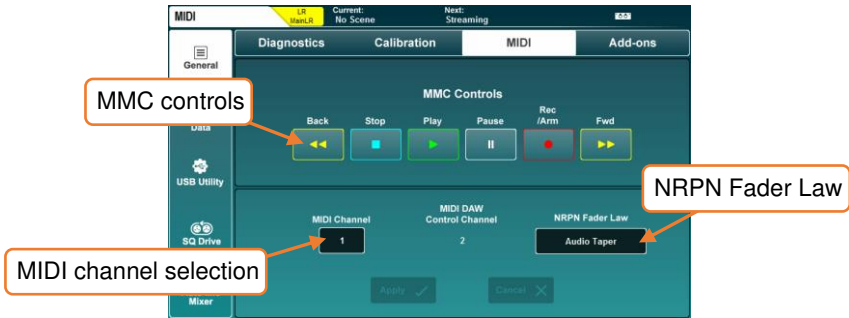 MIDI
LR
MainLR
Current:
No Scene
Next:
Streaming
Diagnostics
Calibration
MIDI
Add-ons
General
MMC Controls
MMC controls
Back
Stop
Play
Pause
Rec
/Arm
Fwd
Data
USB Utility
NRPN Fader Law
MIDI Channel
MIDI DAW
Control Channel
NRPN Fader Law
SQ Drive
1
2
Audio Taper
MIDI channel selection
Apply
Cancel
Mixer